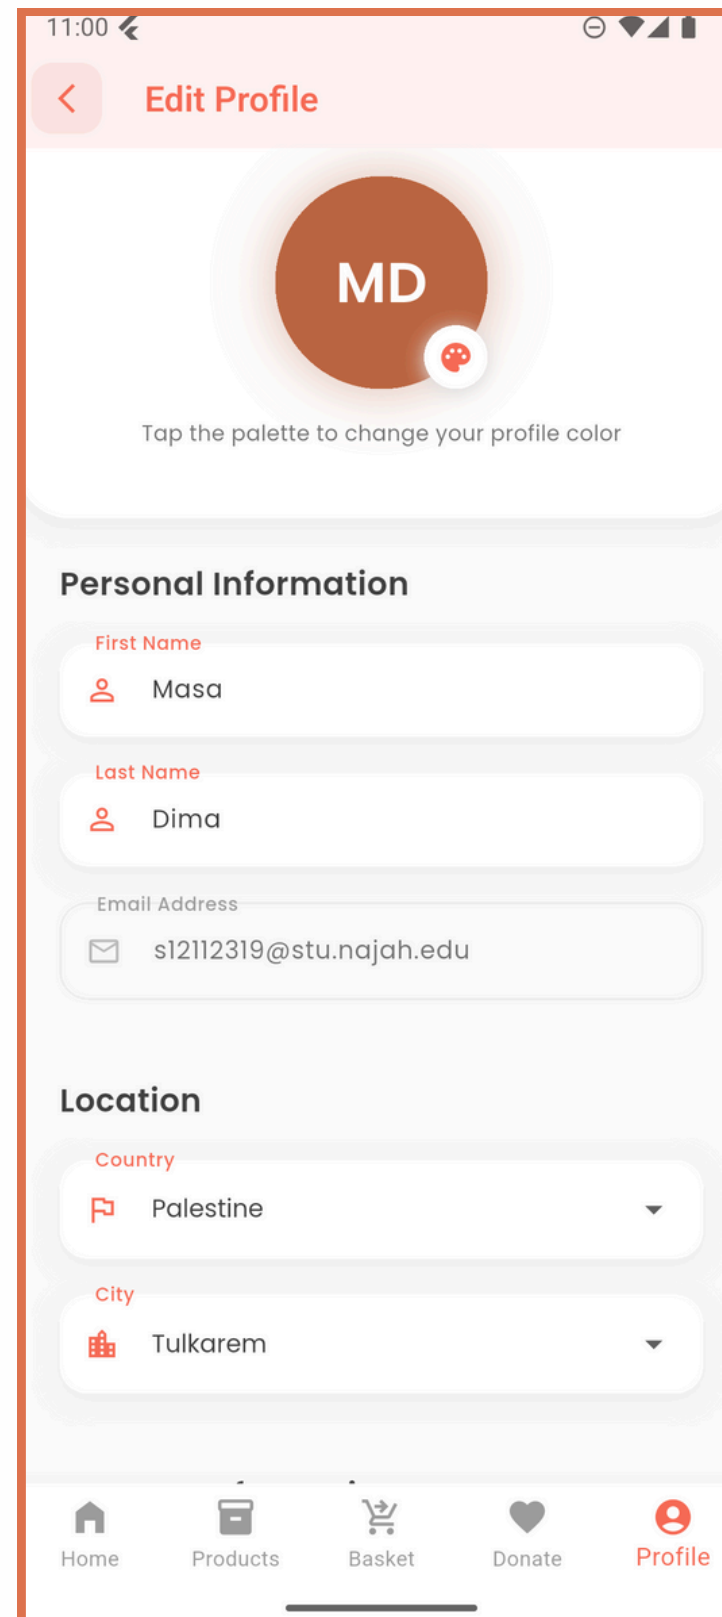 11:00
Edit Profile
MD
Tap the palette to change your profile color
Personal Information
First Name
Masa
Last Name
Dima
Email Address
s12112319@stu.najah.edu
Location
Country
Palestine
City
Tulkarem
Home Products Basket Donate Profile